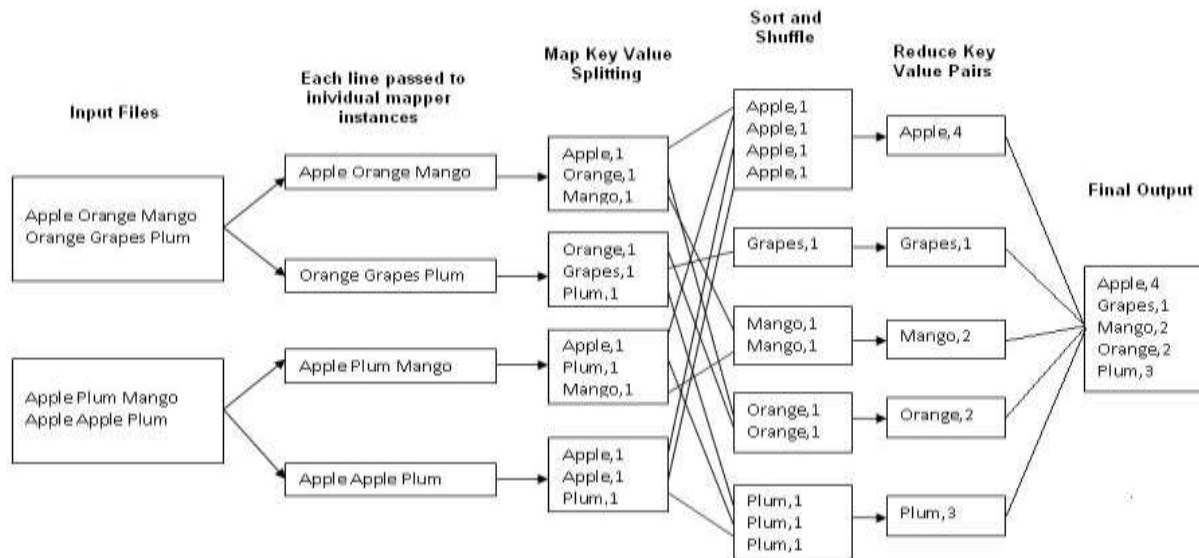 Input Files
Apple Orange Mango
Orange Grapes Plum
Apple Plum Mango
Apple Apple Plum
Each line passed to
inividual mapper
instances
Apple Orange Mango
Orange Grapes Plum
Apple Plum Mango
Apple Apple Plum
Map Key Value
Splitting
Apple,1
Orange,1
Mango,1
Orange,1
Grapes,1
Plum,1
Apple,1
Plum,1
Mango,1
Apple,1
Apple,1
Plum,1
Sort and
Shuffle
Apple,1
Apple,1
Apple,1
Apple,1
Grapes,1
Mango,1
Mango,1
Orange,1
Orange,1
Plum,1
Plum,1
Plum,1
Reduce Key
Value Pairs
Apple,4
Grapes,1
Mango,2
Orange,2
Plum,3
Final Output
Apple,4
Grapes,1
Mango,2
Orange,2
Plum,3